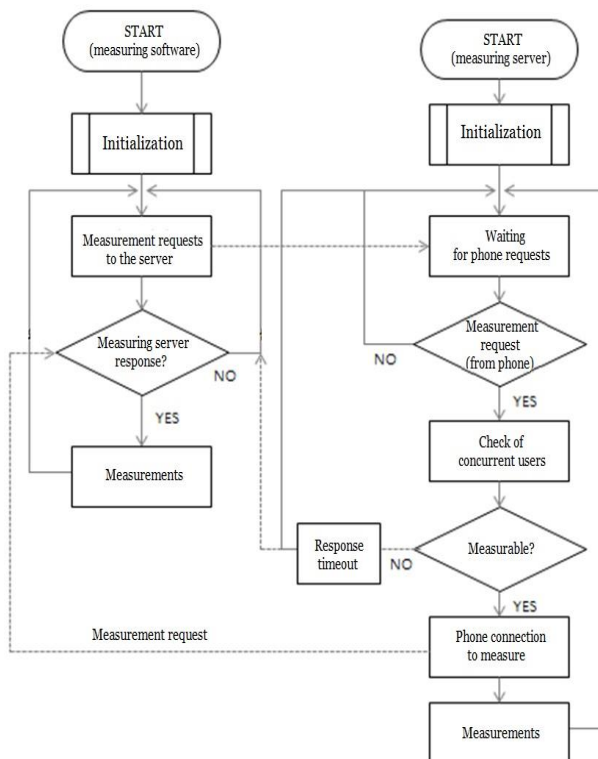 START
(measuring software)
Initialization
Measurement requests
to the server
Measuring server
response?
NO
YES
Measurements
START
(measuring server)
Initialization
Waiting
for phone requests
Measurement
request
(from phone)
NO
YES
Check of
concurrent users
Measurable?
NO
Response
timeout
YES
Phone connection
to measure
Measurement request
Measurements